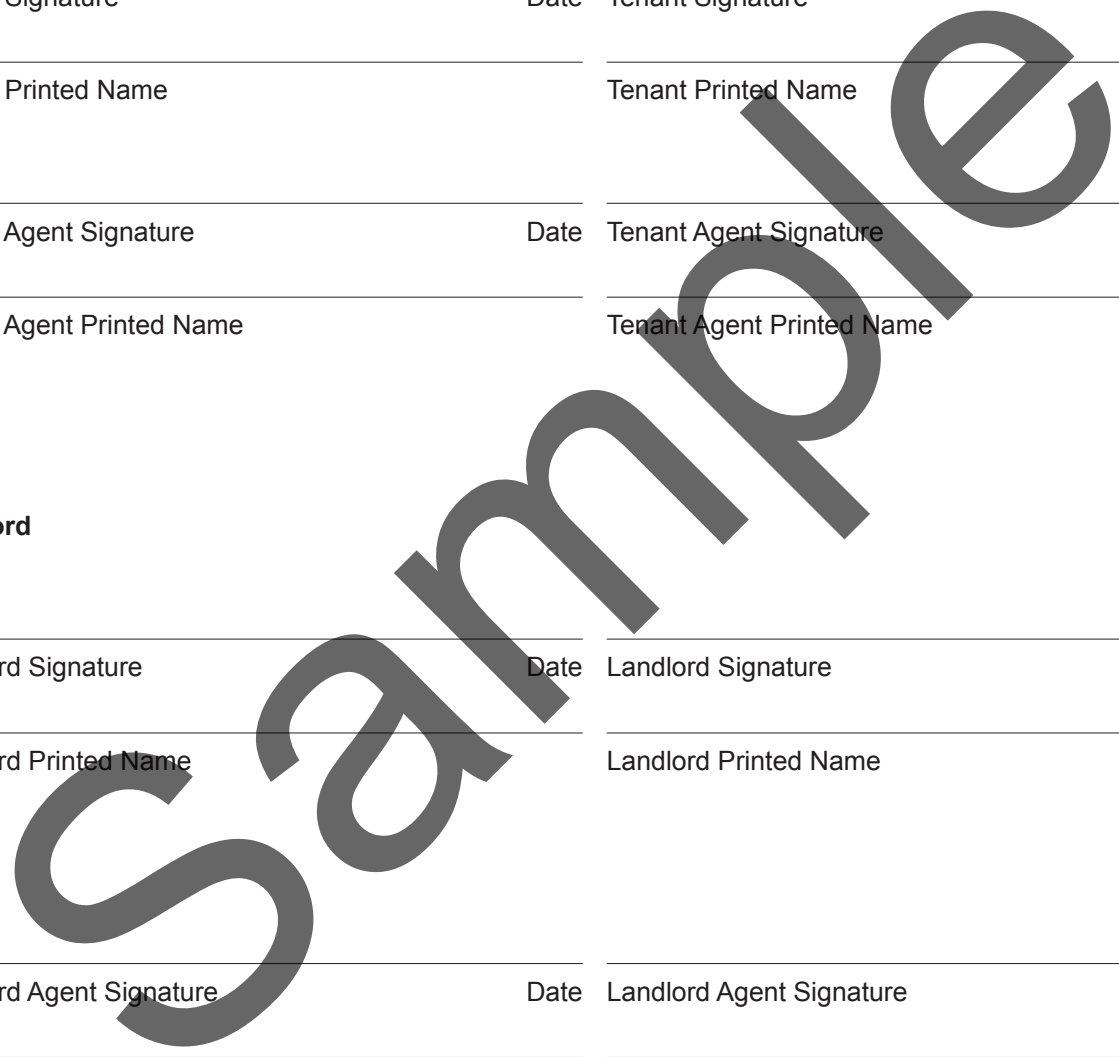 Signature Date Tenant Signature
Printed Name Tenant Printed Name
Agent Signature Date Tenant Agent Signature
Agent Printed Name Tenant Agent Printed Name
ord
rd Signature Date Landlord Signature
rd Printed Name Landlord Printed Name
rd Agent Signature Date Landlord Agent Signature
Sample